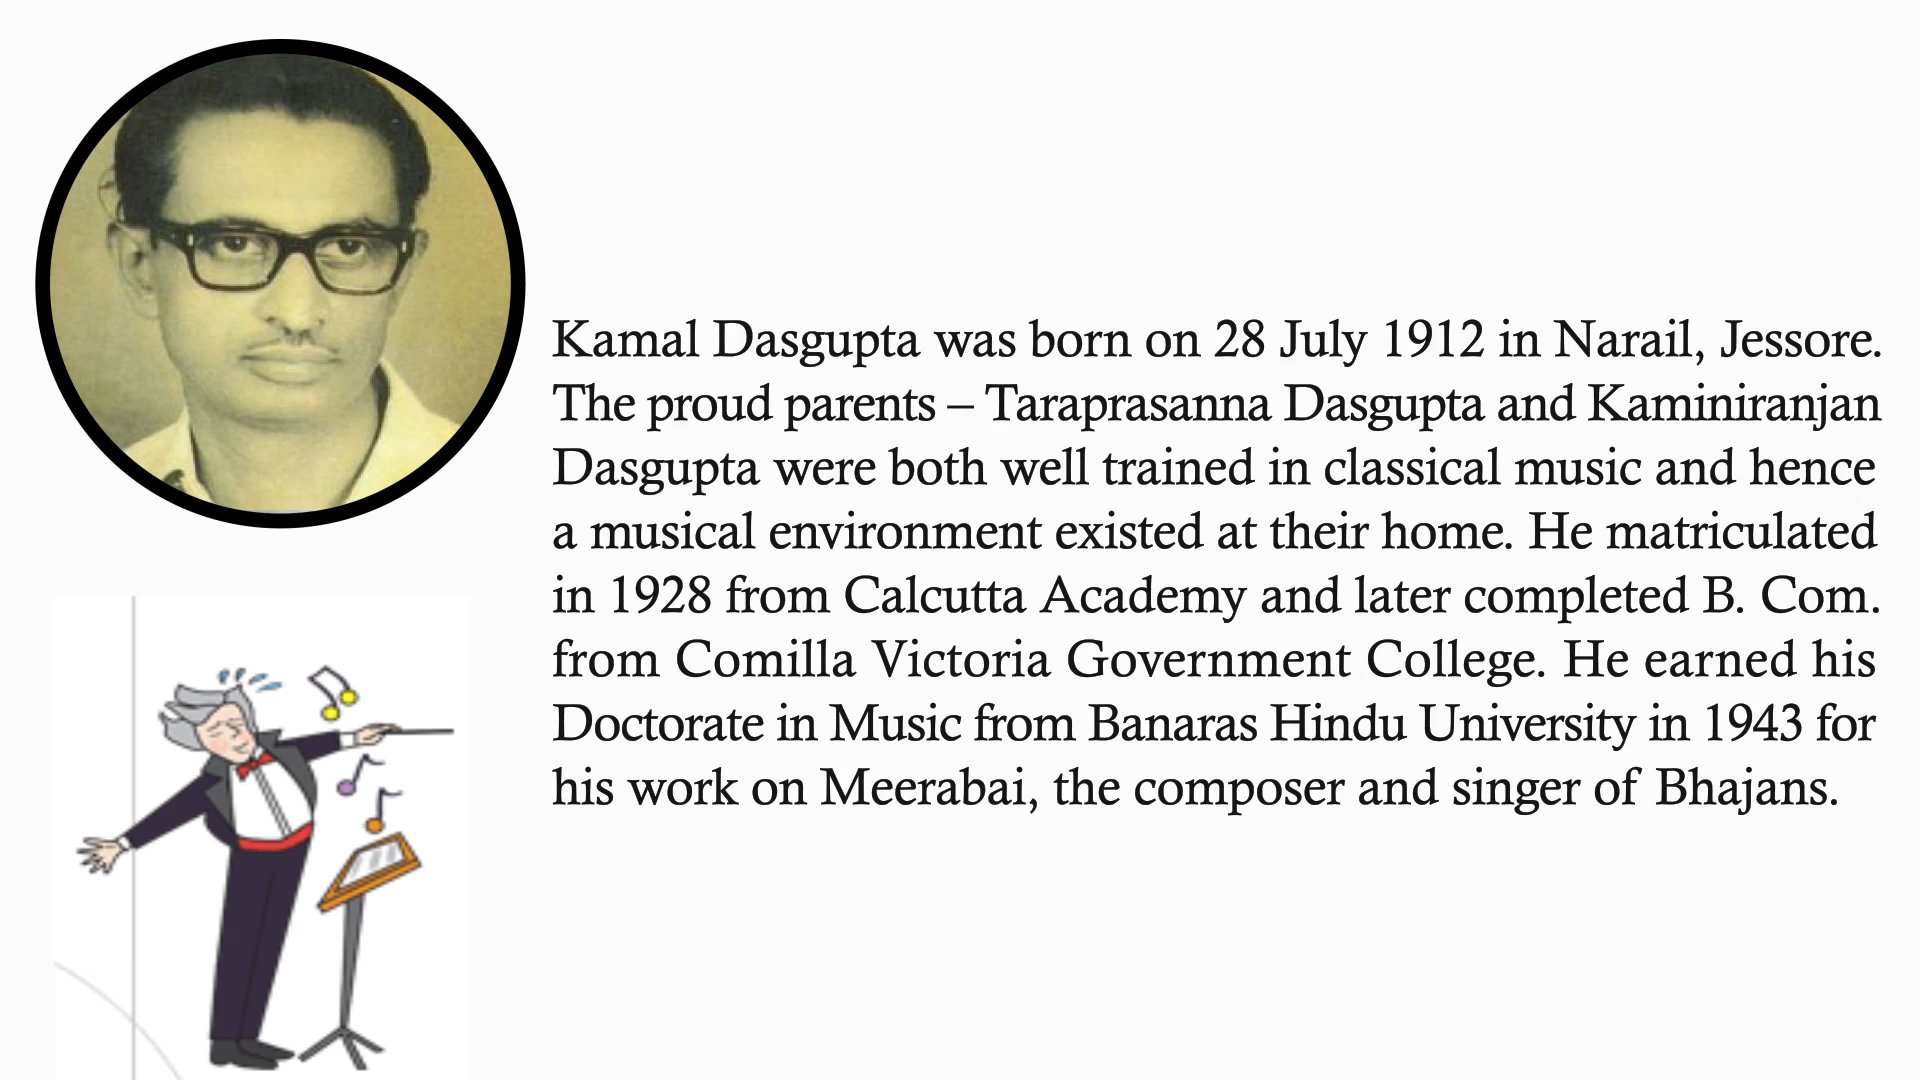 Kamal Dasgupta was born on 28 July 1912 in Narail, Jessore.
The proud parents – Taraprasanna Dasgupta and Kaminiranjan
Dasgupta were both well trained in classical music and hence
a musical environment existed at their home. He matriculated
in 1928 from Calcutta Academy and later completed B. Com.
from Comilla Victoria Government College. He earned his
Doctorate in Music from Banaras Hindu University in 1943 for
his work on Meerabai, the composer and singer of Bhajans.